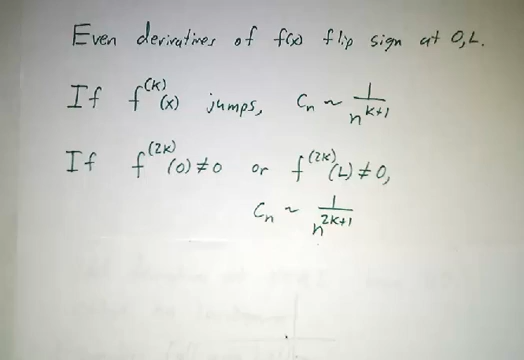 Even derivatives of f(x) flip sign at 0, L.
If f^(k)(x) jumps, c_n ~ 1/n^(k+1)
If f^(2k)(0) ≠ 0 or f^(2k)(L) ≠ 0,
c_n ~ 1/n^(2k+1)